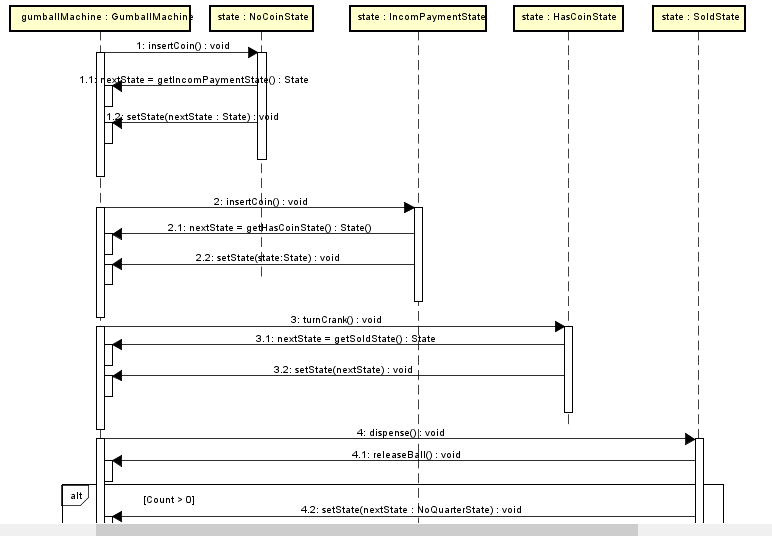 gumballMachine : GumballMachine
state : NoCoinState
state : IncomPaymentState
state : HasCoinState
state : SoldState
1: insertCoin() : void
1.1: nextState = getIncomPaymentState() : State
1.2: setState(nextState : State) : void
2: insertCoin() : void
2.1: nextState = getHasCoinState() : State()
2.2: setState(state:State) : void
3: turnCrank() : void
3.1: nextState = getSoldState() : State
3.2: setState(nextState) : void
4: dispense() : void
4.1: releaseBall() : void
alt
[Count > 0]
4.2: setState(nextState : NoQuarterState) : void